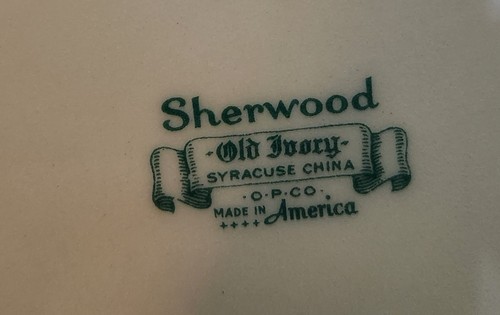 Sherwood
-Old Ivory-
SYRACUSE CHINA
·O·P·CO·
MADE IN America
++++